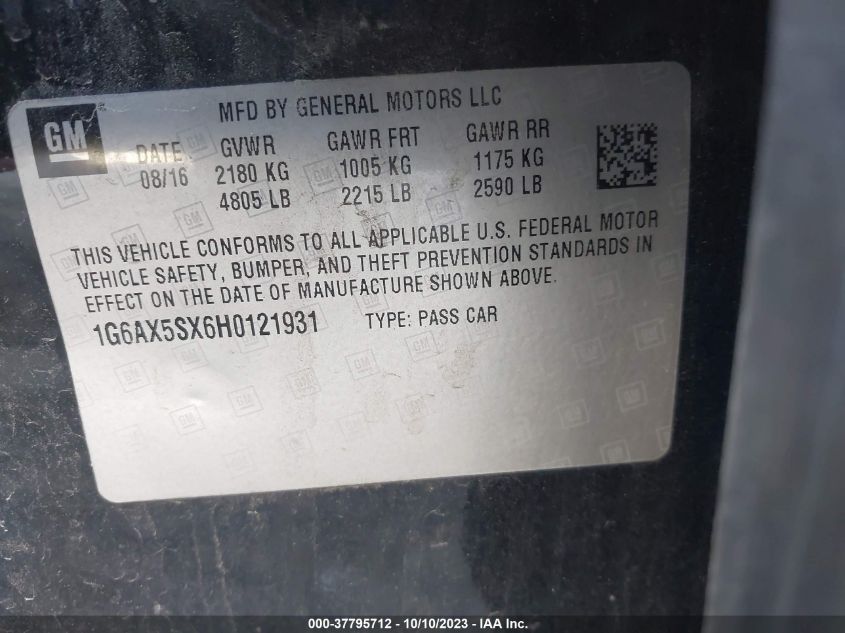 GM
MFD BY GENERAL MOTORS LLC
DATE GVWR GAWR FRT GAWR RR
08/16 2180 KG 1005 KG 1175 KG
4805 LB 2215 LB 2590 LB
THIS VEHICLE CONFORMS TO ALL APPLICABLE U.S. FEDERAL MOTOR
VEHICLE SAFETY, BUMPER, AND THEFT PREVENTION STANDARDS IN
EFFECT ON THE DATE OF MANUFACTURE SHOWN ABOVE.
1G6AX5SX6H0121931 TYPE: PASS CAR
000-37795712 - 10/10/2023 - IAA Inc.